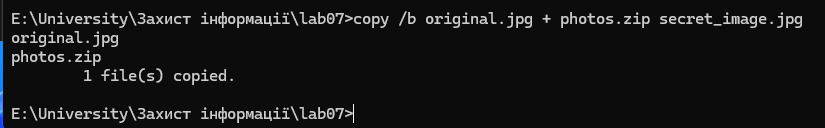 E:\University\Захист інформації\lab07>copy /b original.jpg + photos.zip secret_image.jpg
original.jpg
photos.zip
        1 file(s) copied.
E:\University\Захист інформації\lab07>